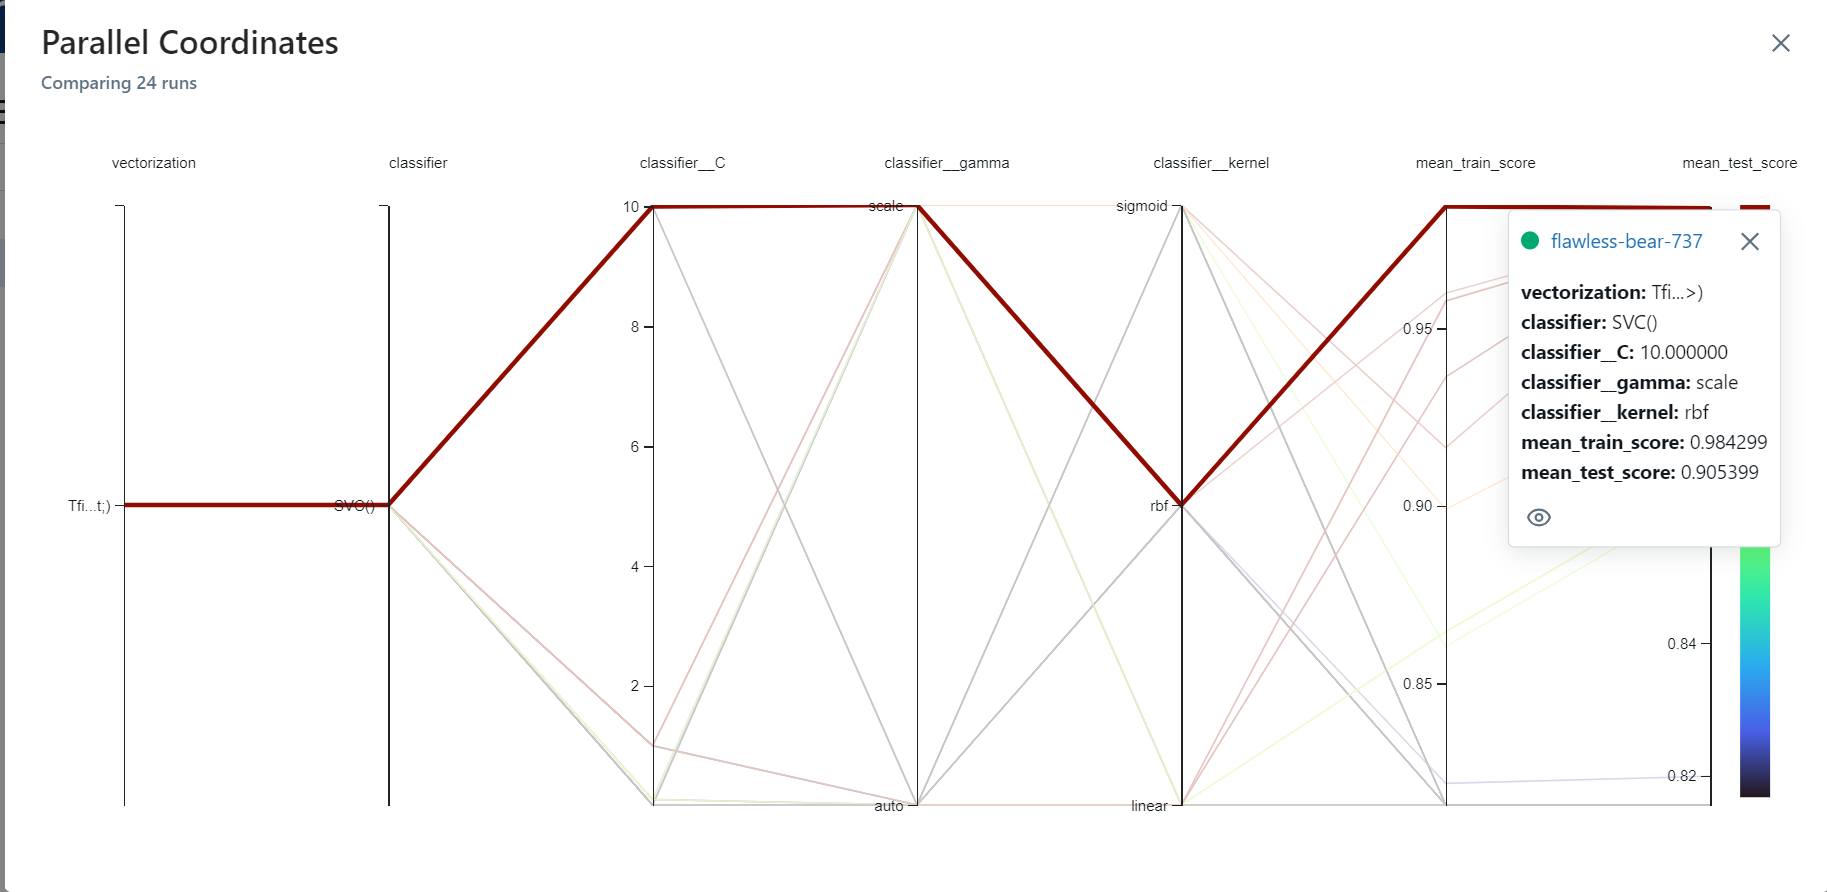 Parallel Coordinates
Comparing 24 runs
vectorization classifier classifier__C classifier__gamma classifier__kernel mean_train_score mean_test_score
10 scale sigmoid
flawless-bear-737
vectorization: Tfi...>)
classifier: SVC()
8 0.95
classifier__C: 10.000000
classifier__gamma: scale
classifier__kernel: rbf
6
mean_train_score: 0.984299
mean_test_score: 0.905399
Tfi...t;) SVC() rbf 0.90
4
0.84
2 0.85
0.82
auto linear